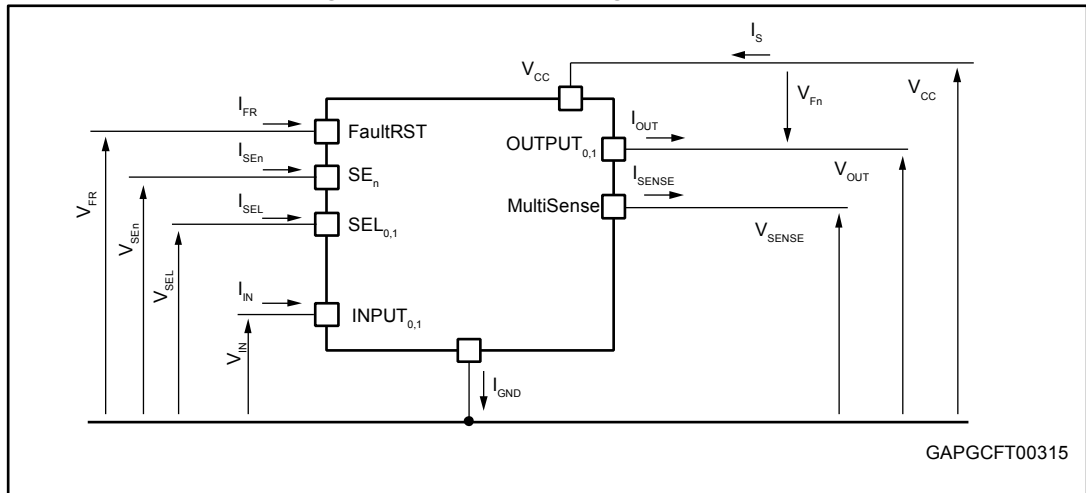 I_S
V_CC
V_Fn
V_CC
I_FR
FaultRST
I_OUT
OUTPUT_0,1
I_SEn
SE_n
V_OUT
I_SENSE
MultiSense
I_SEL
SEL_0,1
V_SENSE
V_FR
V_SEn
V_SEL
I_IN
INPUT_0,1
V_IN
I_GND
GAPGCFT00315